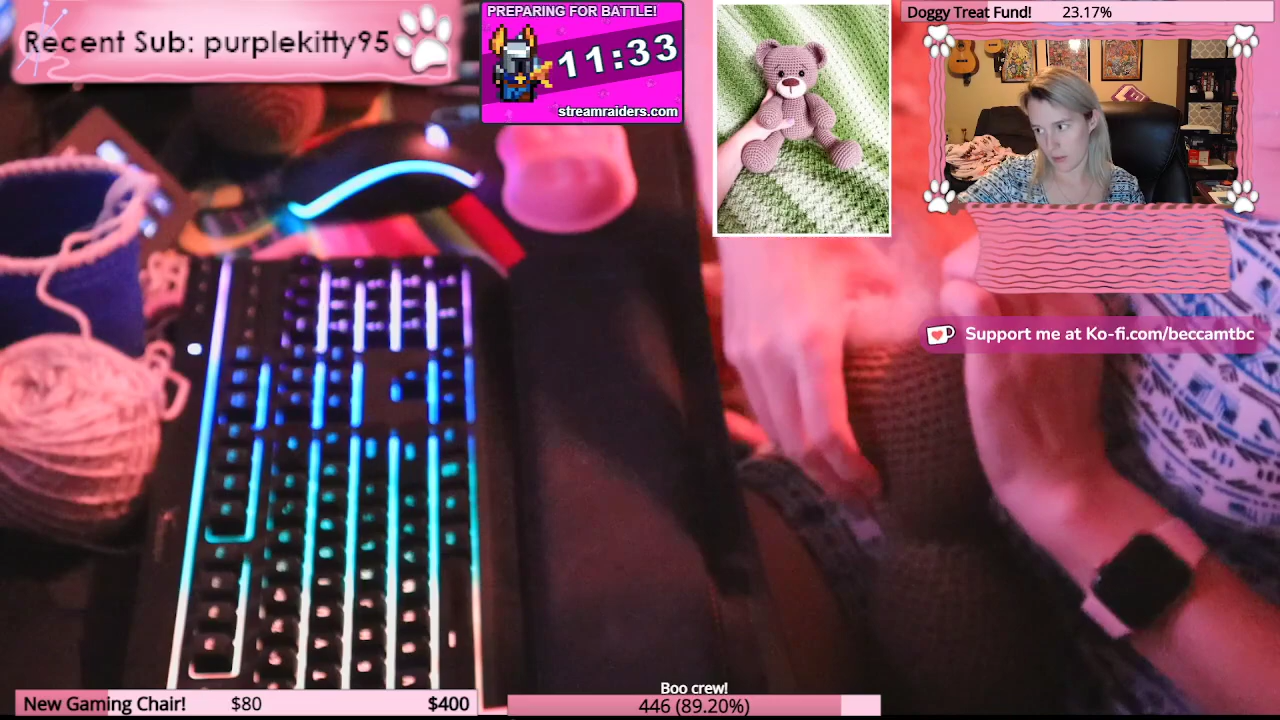 Recent Sub: purplekitty95
PREPARING FOR BATTLE!
11:33
streamraiders.com
Doggy Treat Fund! 23.17%
Support me at Ko-fi.com/beccamtbc
New Gaming Chair! $80 $400
Boo crew!
446 (89.20%)